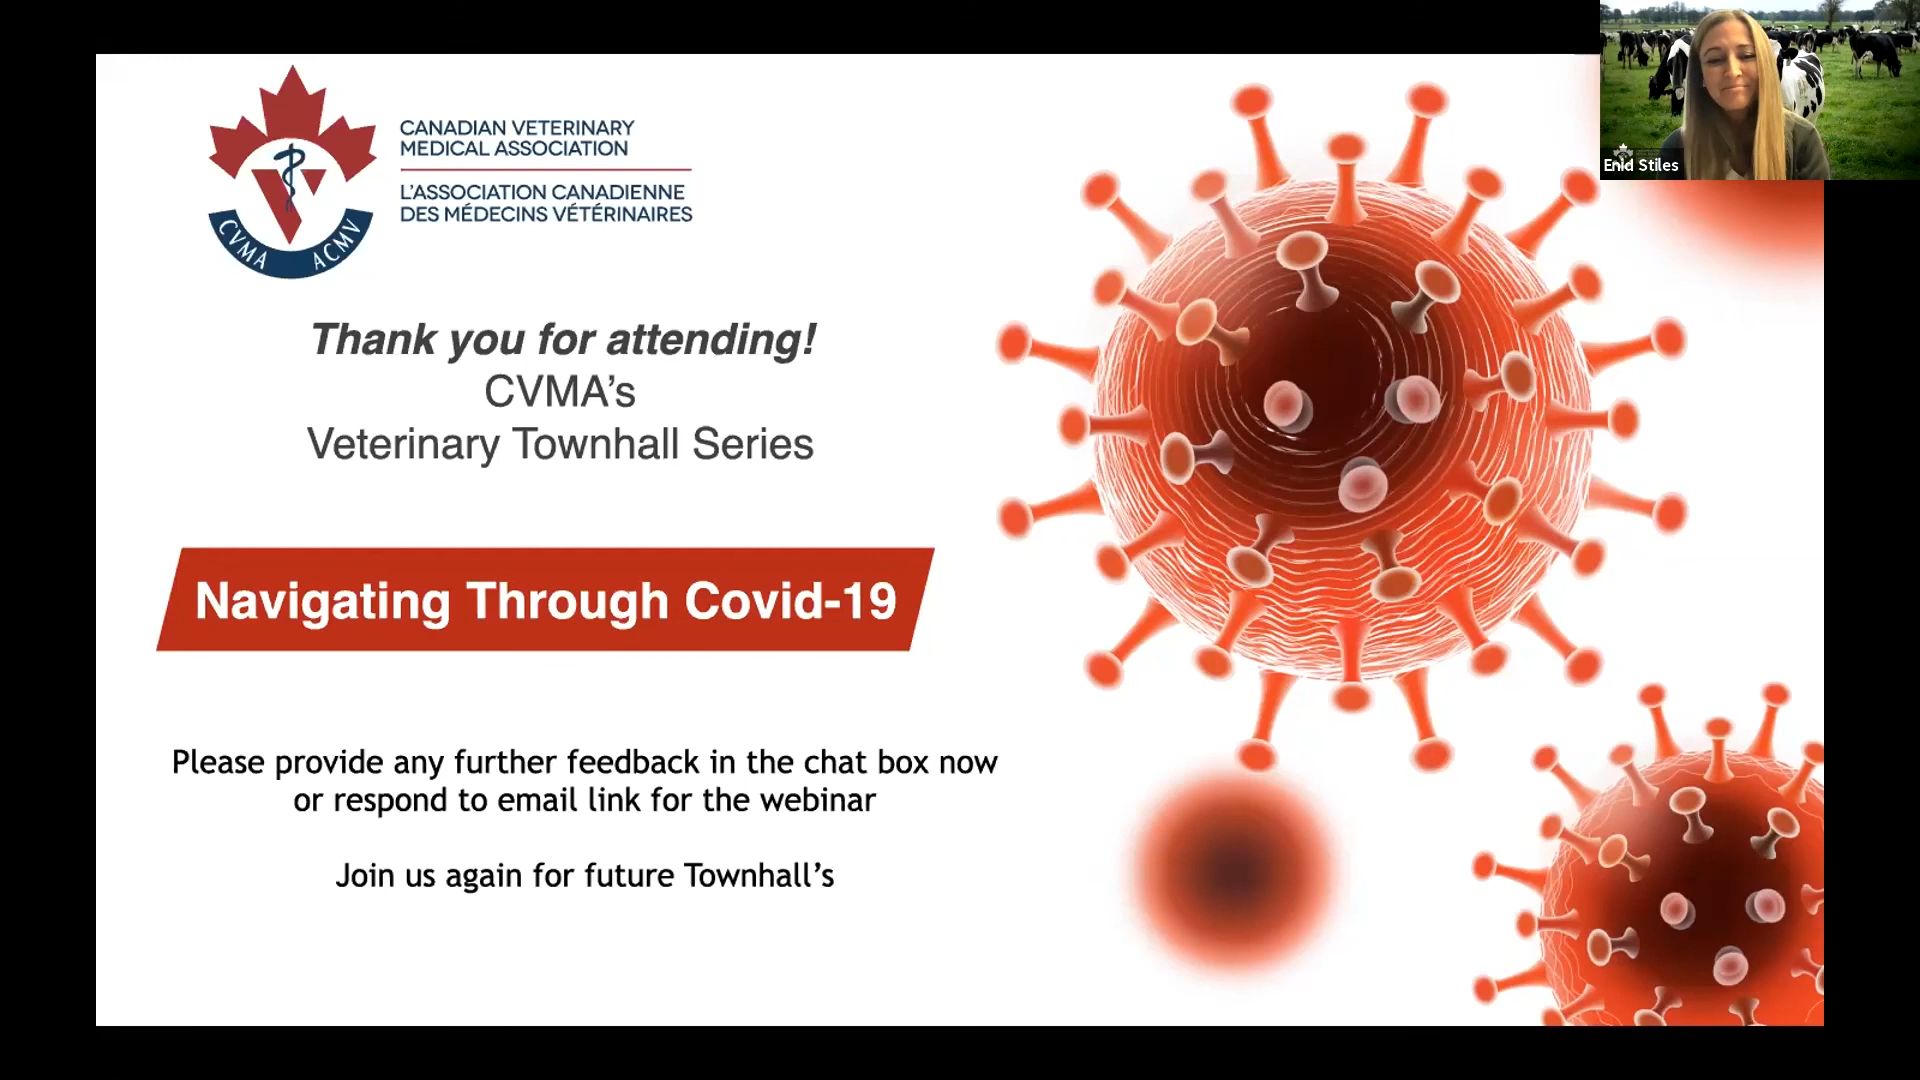 CANADIAN VETERINARY
MEDICAL ASSOCIATION
L'ASSOCIATION CANADIENNE
DES MÉDECINS VÉTÉRINAIRES
CVMA ACMV
Thank you for attending!
CVMA's
Veterinary Townhall Series
Navigating Through Covid-19
Please provide any further feedback in the chat box now
or respond to email link for the webinar
Join us again for future Townhall's
Enid Stiles